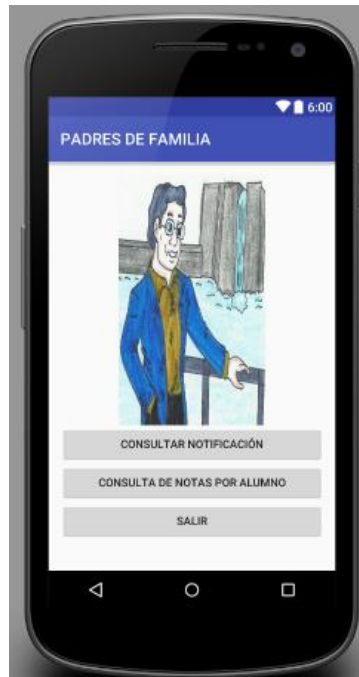 6:00
PADRES DE FAMILIA
CONSULTAR NOTIFICACIÓN
CONSULTA DE NOTAS POR ALUMNO
SALIR